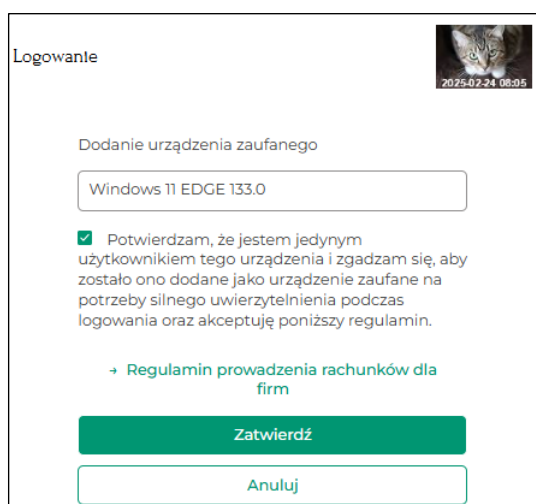 Logowanie
2025-02-24 08:05
Dodanie urządzenia zaufanego
Windows 11 EDGE 133.0
Potwierdzam, że jestem jedynym
użytkownikiem tego urządzenia i zgadzam się, aby
zostało ono dodane jako urządzenie zaufane na
potrzeby silnego uwierzytelnienia podczas
logowania oraz akceptuję poniższy regulamin.
→ Regulamin prowadzenia rachunków dla
firm
Zatwierdź
Anuluj